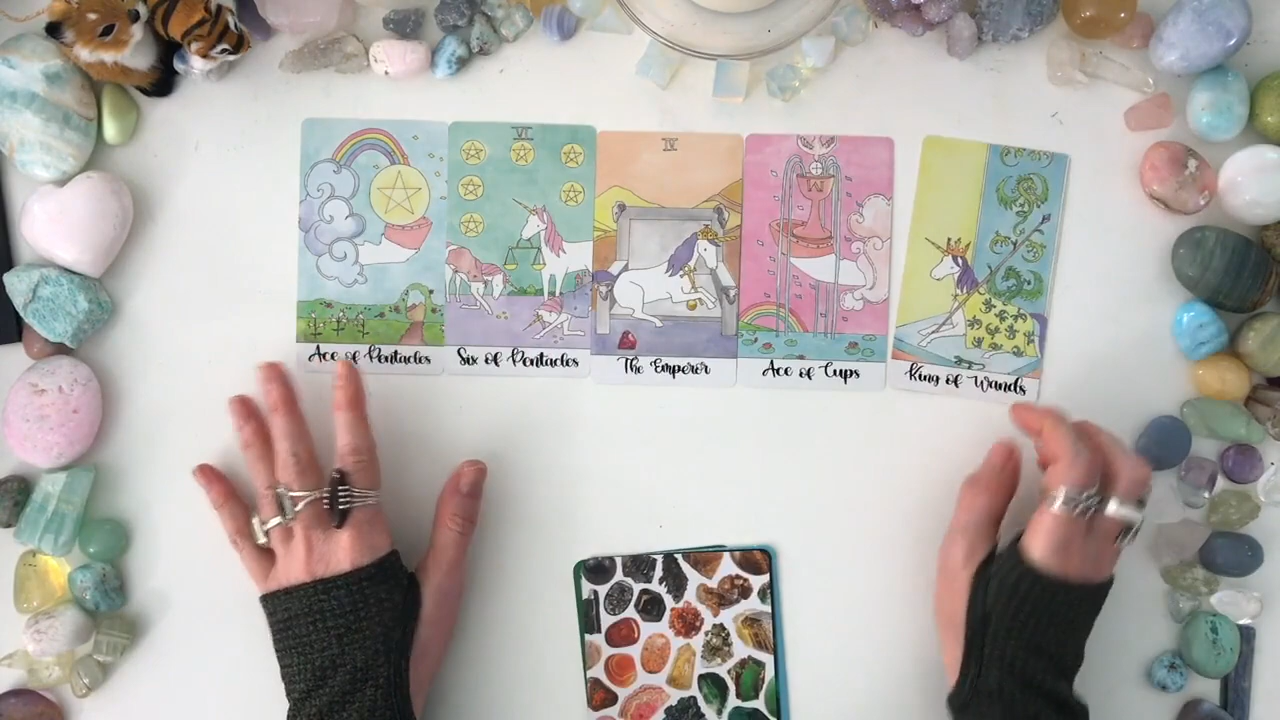 VI
IV
Ace of Pentacles
Six of Pentacles
The Emperor
Ace of Cups
King of Wands